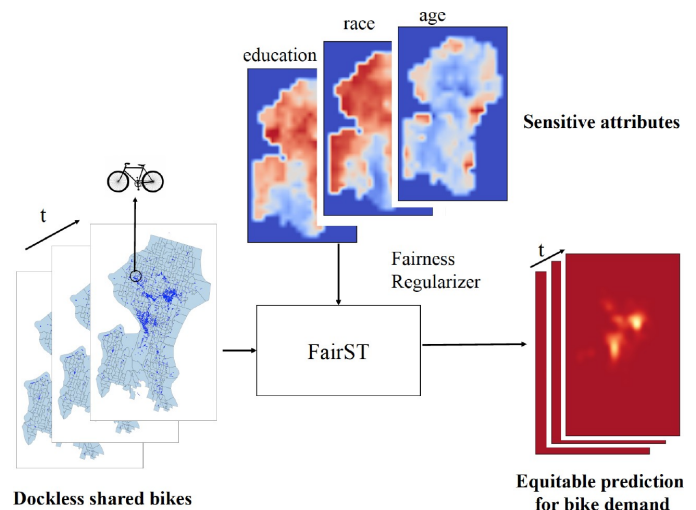 age
race
education
Sensitive attributes
t
Fairness
Regularizer
t
FairST
Dockless shared bikes
Equitable prediction
for bike demand